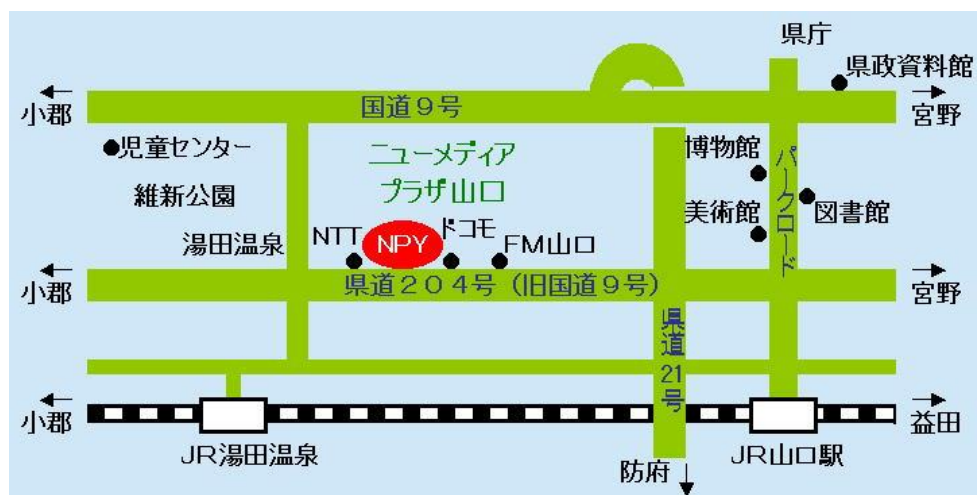 県庁
県政資料館
小郡
国道９号
宮野
児童センター
ニューメディア
プラザ山口
博物館
パークロード
維新公園
美術館
図書館
湯田温泉
NTT
NPY
ドコモ
FM山口
小郡
県道２０４号（旧国道９号）
宮野
県道21号
小郡
益田
JR湯田温泉
防府
JR山口駅